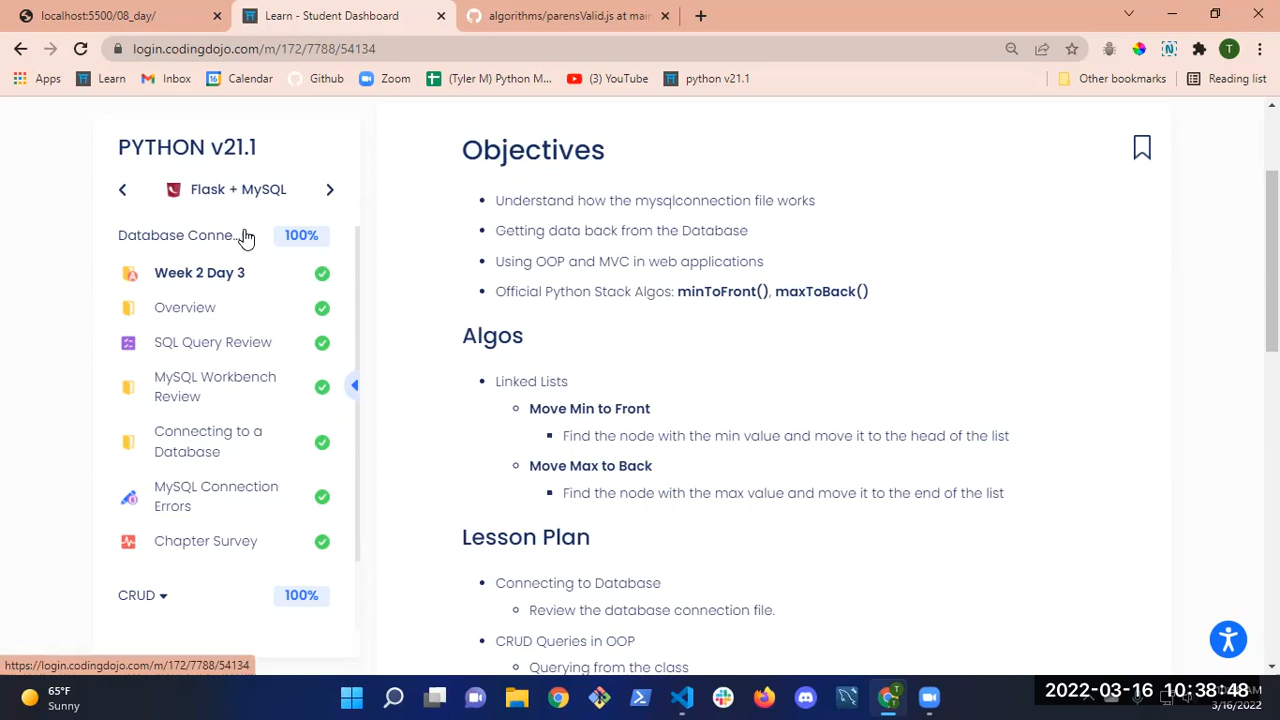 localhost:5500/08_day/
Learn - Student Dashboard
algorithms/parensValid.js at mai
login.codingdojo.com/m/172/7788/54134
T
Apps
Learn
Inbox
16
Calendar
Github
Zoom
(Tyler M) Python M...
(3) YouTube
python v21.1
Other bookmarks
Reading list
PYTHON v21.1
Flask + MySQL
Database Conne...
100%
Week 2 Day 3
Overview
SQL Query Review
MySQL Workbench
Review
Connecting to a
Database
MySQL Connection
Errors
Chapter Survey
CRUD
100%
Objectives
Understand how the mysqlconnection file works
Getting data back from the Database
Using OOP and MVC in web applications
Official Python Stack Algos: minToFront(), maxToBack()
Algos
Linked Lists
Move Min to Front
Find the node with the min value and move it to the head of the list
Move Max to Back
Find the node with the max value and move it to the end of the list
Lesson Plan
Connecting to Database
Review the database connection file.
CRUD Queries in OOP
Querying from the class
https://login.codingdojo.com/m/172/7788/54134
65°F
Sunny
2022-03-16 10:38:48
AM
3/16/2022